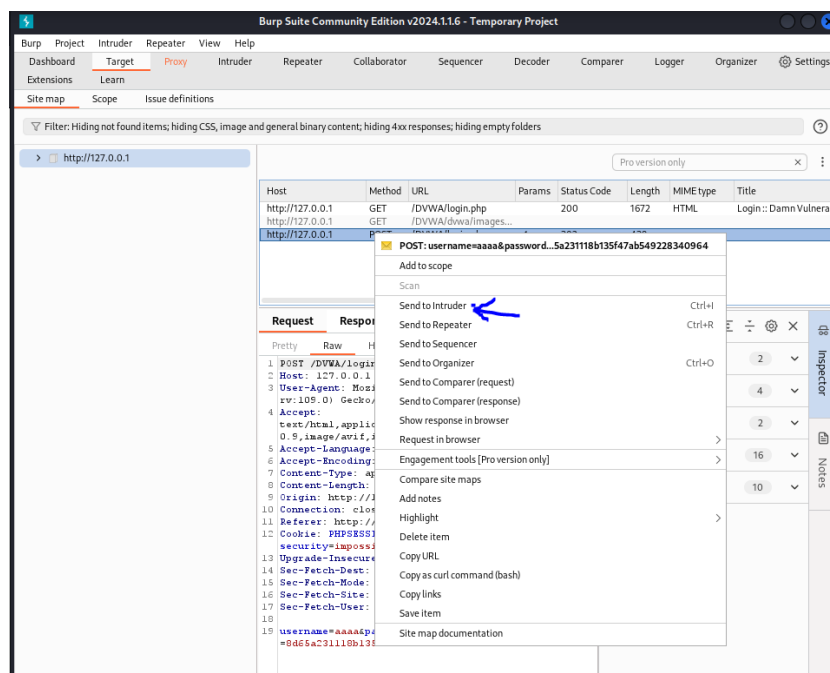 Burp Suite Community Edition v2024.1.1.6 - Temporary Project
Burp Project Intruder Repeater View Help
Dashboard Target Proxy Intruder Repeater Collaborator Sequencer Decoder Comparer Logger Organizer Settings
Extensions Learn
Site map Scope Issue definitions
Filter: Hiding not found items; hiding CSS, image and general binary content; hiding 4xx responses; hiding empty folders
http://127.0.0.1
Pro version only
Host Method URL Params Status Code Length MIME type Title
http://127.0.0.1 GET /DVWA/login.php 200 1672 HTML Login :: Damn Vulnera
http://127.0.0.1 GET /DVWA/dvwa/images...
http://127.0.0.1
POST: username=aaaa&password...5a231118b135f47ab549228340964
Add to scope
Scan
Send to Intruder Ctrl+I
Send to Repeater Ctrl+R
Send to Sequencer
Send to Organizer Ctrl+O
Send to Comparer (request)
Send to Comparer (response)
Show response in browser
Request in browser
Engagement tools [Pro version only]
Compare site maps
Add notes
Highlight
Delete item
Copy URL
Copy as curl command (bash)
Copy links
Save item
Site map documentation
Request Respon
Pretty Raw H
1 POST /DVWA/login
2 Host: 127.0.0.1
3 User-Agent: Mozi
rv:109.0) Gecko/
4 Accept:
text/html,applic
0.9,image/avif,i
5 Accept-Language:
6 Accept-Encoding:
7 Content-Type: ap
8 Content-Length:
9 Origin: http://1
10 Connection: clos
11 Referer: http:/
12 Cookie: PHPSESSI
security=impossi
13 Upgrade-Insecure
14 Sec-Fetch-Dest:
15 Sec-Fetch-Mode:
16 Sec-Fetch-Site:
17 Sec-Fetch-User:
18
19 username=aaaa&pa
=8d65a231118b135
2
4
2
16
10
Inspector
Notes